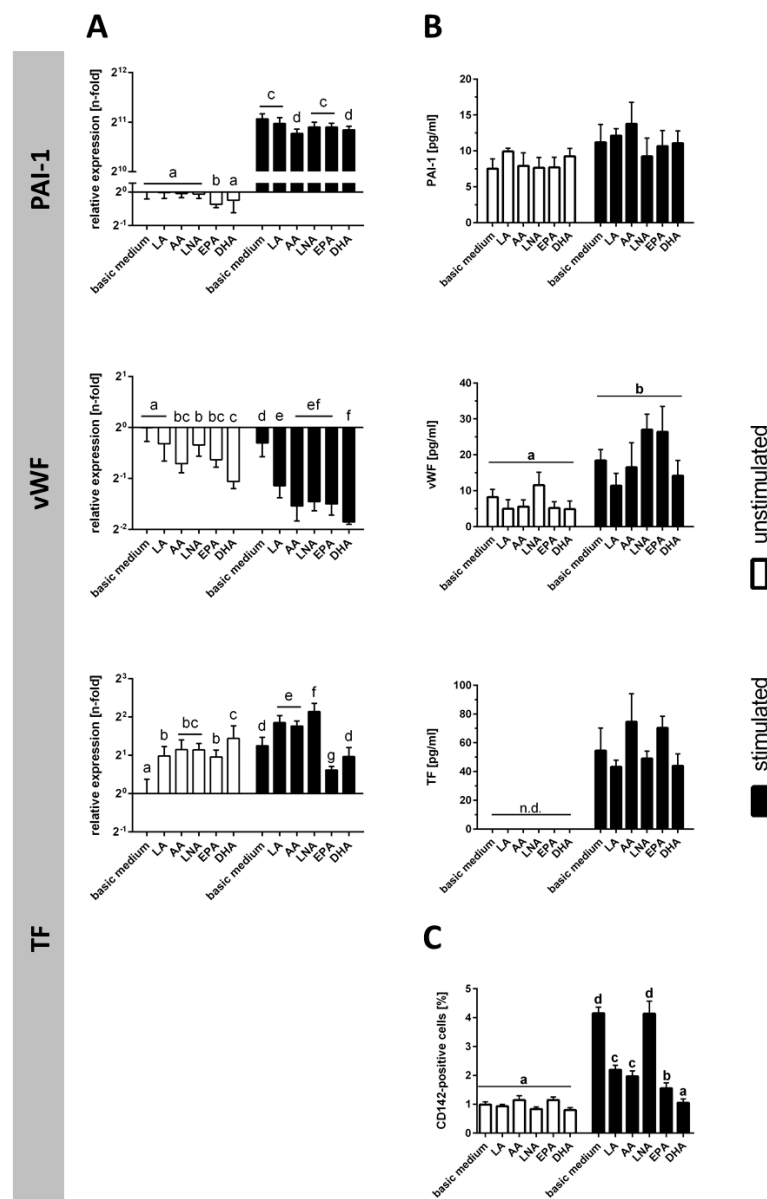 A
B
PAI-1
relative expression [n-fold]
2^12
2^11
2^10
2^0
2^-1
a
b
a
c
d
c
d
basic medium
LA
AA
LNA
EPA
DHA
basic medium
LA
AA
LNA
EPA
DHA
PAI-1 [pg/ml]
20
15
10
5
0
basic medium
LA
AA
LNA
EPA
DHA
basic medium
LA
AA
LNA
EPA
DHA
vWF
relative expression [n-fold]
2^1
2^0
2^-1
2^-2
a
bc
b
bc
c
d
e
ef
f
basic medium
LA
AA
LNA
EPA
DHA
basic medium
LA
AA
LNA
EPA
DHA
vWF [pg/ml]
40
30
20
10
0
a
b
basic medium
LA
AA
LNA
EPA
DHA
basic medium
LA
AA
LNA
EPA
DHA
unstimulated
TF
relative expression [n-fold]
2^3
2^2
2^1
2^0
2^-1
a
b
bc
b
c
d
e
f
g
d
basic medium
LA
AA
LNA
EPA
DHA
basic medium
LA
AA
LNA
EPA
DHA
TF [pg/ml]
100
80
60
40
20
0
n.d.
basic medium
LA
AA
LNA
EPA
DHA
basic medium
LA
AA
LNA
EPA
DHA
stimulated
C
CD142-positive cells [%]
5
4
3
2
1
0
a
d
c
c
d
b
a
basic medium
LA
AA
LNA
EPA
DHA
basic medium
LA
AA
LNA
EPA
DHA